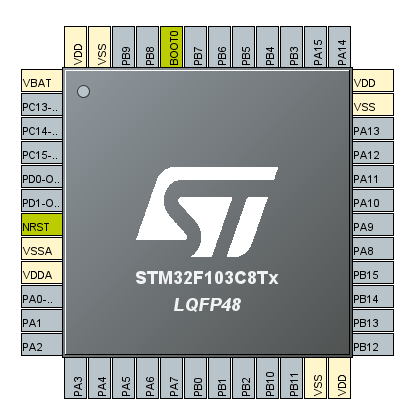 VDD
VSS
PB9
PB8
BOOT0
PB7
PB6
PB5
PB4
PB3
PA15
PA14
VBAT
PC13-..
PC14-..
PC15-..
PD0-O..
PD1-O..
NRST
VSSA
VDDA
PA0-..
PA1
PA2
VDD
VSS
PA13
PA12
PA11
PA10
PA9
PA8
PB15
PB14
PB13
PB12
ST
STM32F103C8Tx
LQFP48
PA3
PA4
PA5
PA6
PA7
PB0
PB1
PB2
PB10
PB11
VSS
VDD